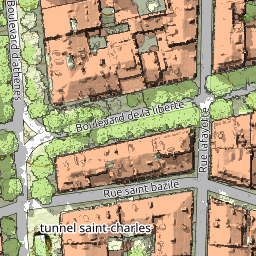 Boulevard d'athènes
Boulevard de la liberté
Rue lafayette
Rue saint bazile
tunnel saint-charles